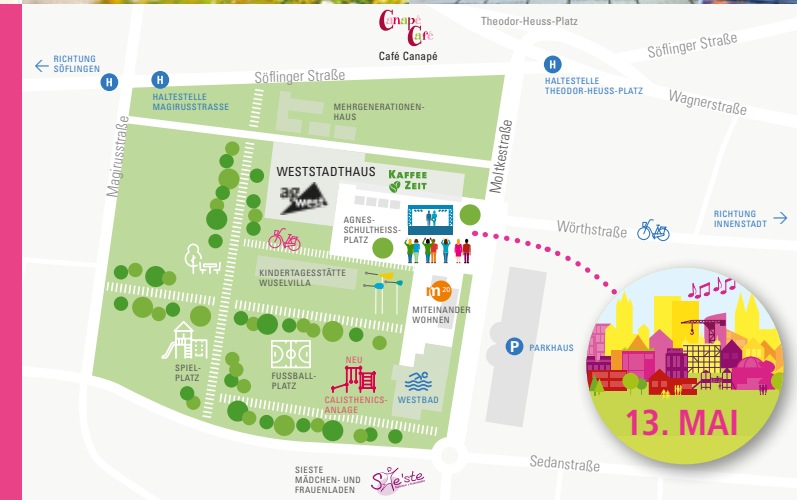 Canapé
Café
Café Canapé
Theodor-Heuss-Platz
Söflinger Straße
RICHTUNG
SÖFLINGEN
H
H
HALTESTELLE
MAGIRUSSTRASSE
Söflinger Straße
H
HALTESTELLE
THEODOR-HEUSS-PLATZ
Wagnerstraße
MEHRGENERATIONEN-
HAUS
Magirusstraße
Moltkestraße
WESTSTADTHAUS
ag
west
KAFFEE
ZEIT
AGNES-
SCHULTHEISS-
PLATZ
Wörthstraße
RICHTUNG
INNENSTADT
KINDERTAGESSTÄTTE
WUSELVILLA
m20
MITEINANDER
WOHNEN
P
PARKHAUS
SPIEL-
PLATZ
FUSSBALL-
PLATZ
NEU
CALISTHENICS-
ANLAGE
WESTBAD
13. MAI
Sedanstraße
SIESTE
MÄDCHEN- UND
FRAUENLADEN